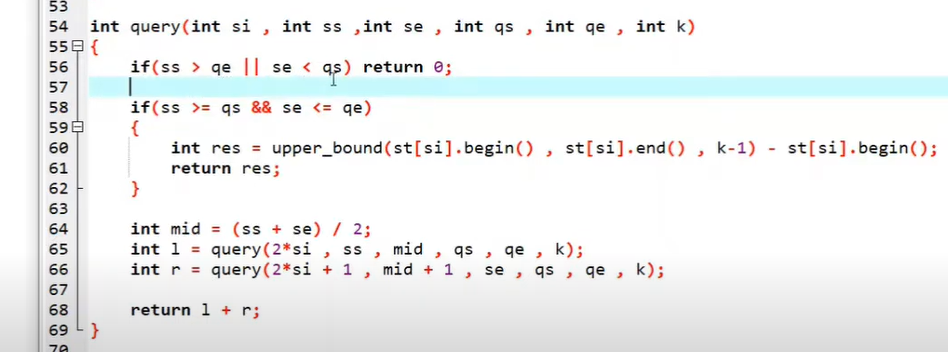 53
54 int query(int si , int ss ,int se , int qs , int qe , int k)
55 {
56 if(ss > qe || se < qs) return 0;
57
58 if(ss >= qs && se <= qe)
59 {
60 int res = upper_bound(st[si].begin() , st[si].end() , k-1) - st[si].begin();
61 return res;
62 }
63
64 int mid = (ss + se) / 2;
65 int l = query(2*si , ss , mid , qs , qe , k);
66 int r = query(2*si + 1 , mid + 1 , se , qs , qe , k);
67
68 return l + r;
69 }
70